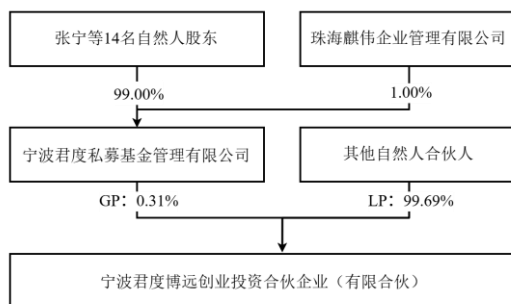 张宁等14名自然人股东
珠海麒伟企业管理有限公司
99.00%
1.00%
宁波君度私募基金管理有限公司
其他自然人合伙人
GP：0.31%
LP：99.69%
宁波君度博远创业投资合伙企业（有限合伙）